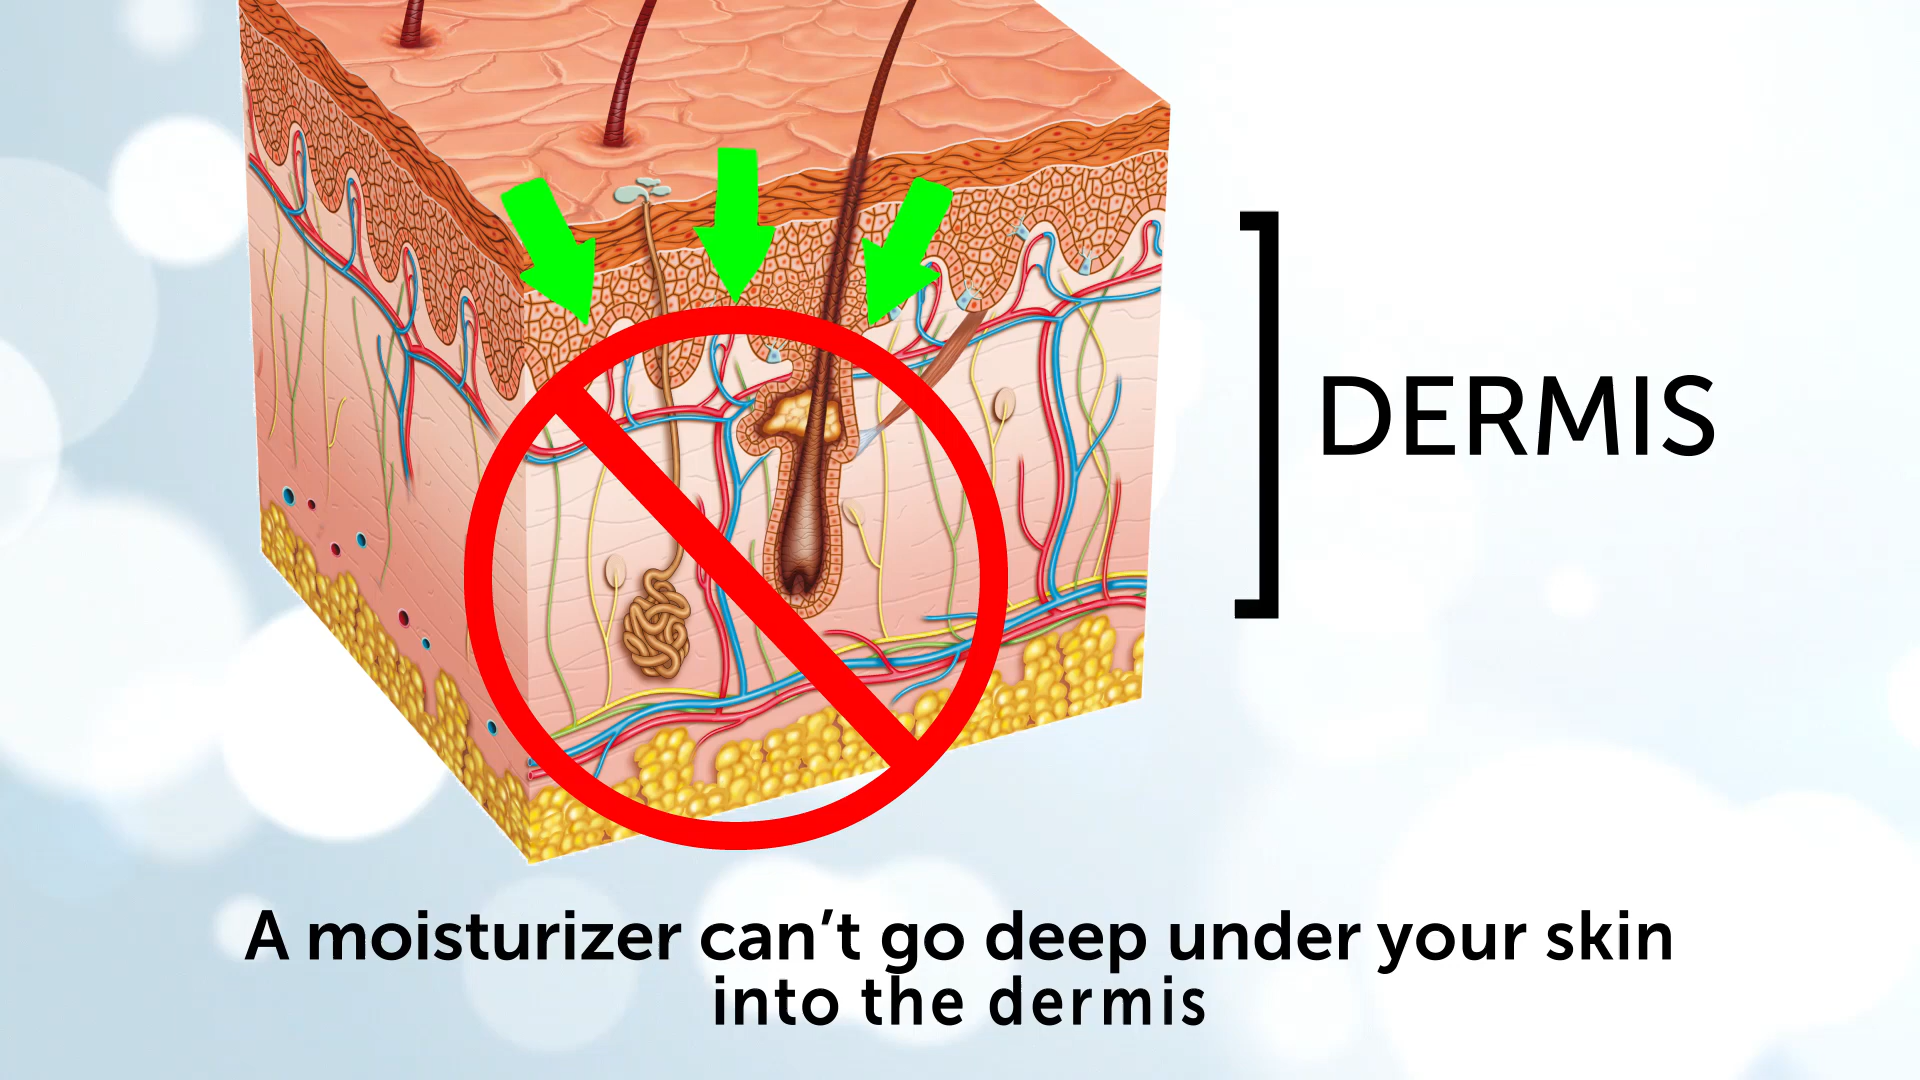 DERMIS
A moisturizer can’t go deep under your skin
into the dermis